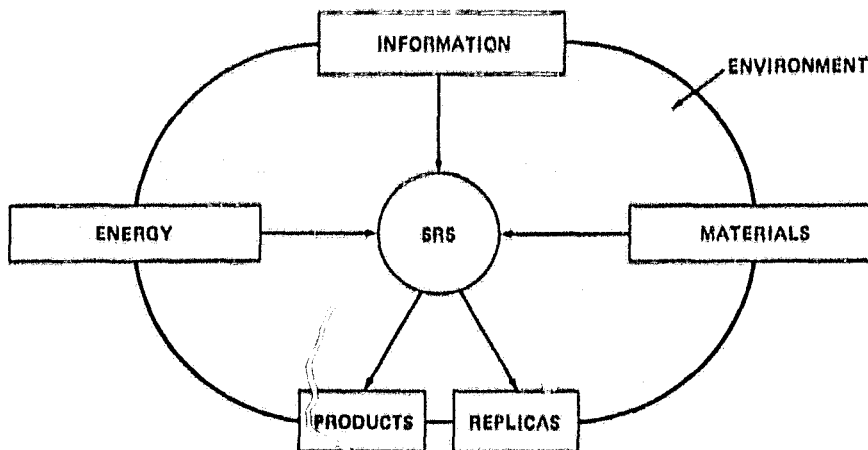 INFORMATION
ENVIRONMENT
ENERGY
SRS
MATERIALS
PRODUCTS
REPLICAS